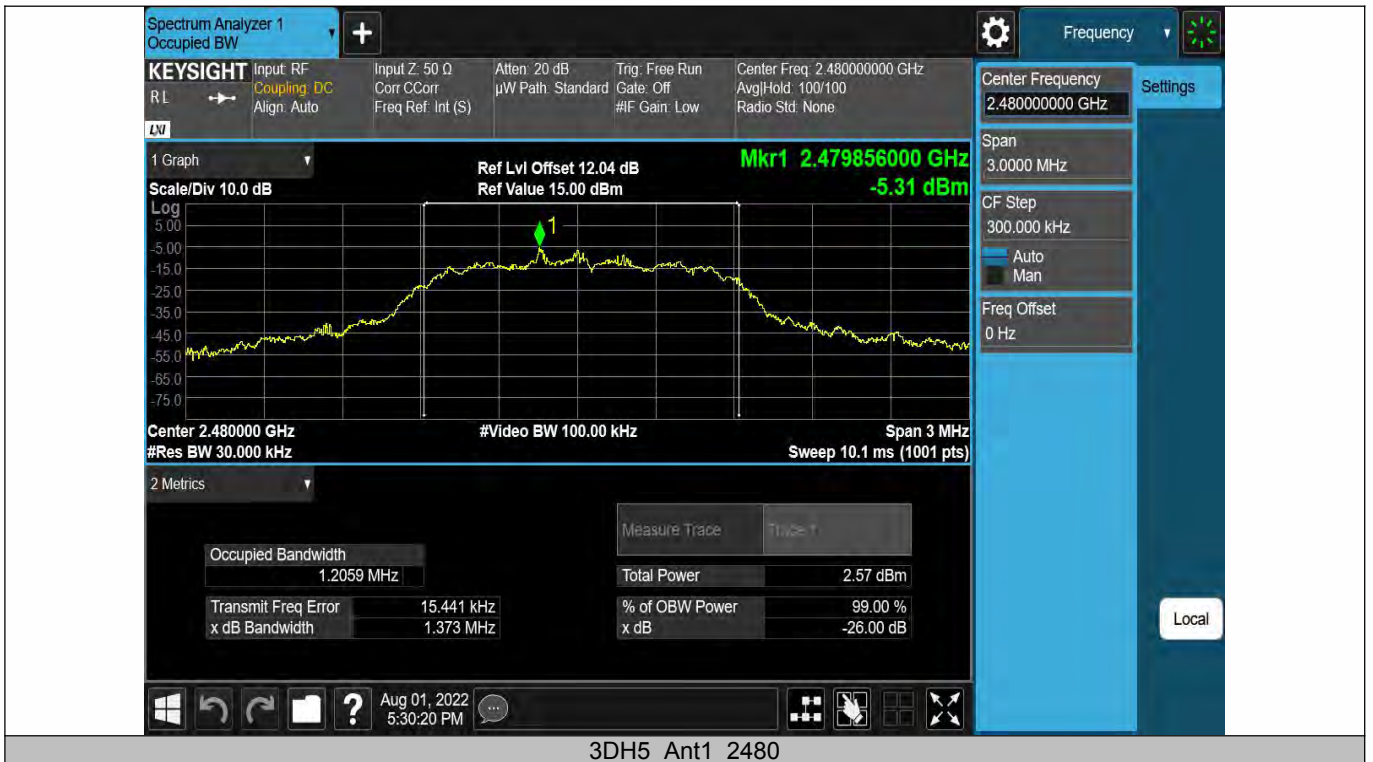 Spectrum Analyzer 1
Occupied BW
+
Frequency
KEYSIGHT
R L
LXI
Input: RF
Coupling: DC
Align: Auto
Input Z: 50 Ω
Corr CCorr
Freq Ref: Int (S)
Atten: 20 dB
µW Path: Standard
Trig: Free Run
Gate: Off
#IF Gain: Low
Center Freq: 2.480000000 GHz
Avg|Hold: 100/100
Radio Std: None
Center Frequency
2.480000000 GHz
Settings
Span
3.0000 MHz
CF Step
300.000 kHz
Auto
Man
Freq Offset
0 Hz
Local
1 Graph
Scale/Div 10.0 dB
Ref Lvl Offset 12.04 dB
Ref Value 15.00 dBm
Mkr1 2.479856000 GHz
-5.31 dBm
Log
5.00
-5.00
-15.0
-25.0
-35.0
-45.0
-55.0
-65.0
-75.0
1
Center 2.480000 GHz
#Video BW 100.00 kHz
Span 3 MHz
#Res BW 30.000 kHz
Sweep 10.1 ms (1001 pts)
2 Metrics
Measure Trace
Trace 1
Occupied Bandwidth
1.2059 MHz
Total Power 2.57 dBm
Transmit Freq Error 15.441 kHz
% of OBW Power 99.00 %
x dB Bandwidth 1.373 MHz
x dB -26.00 dB
?
Aug 01, 2022
5:30:20 PM
3DH5_Ant1_2480